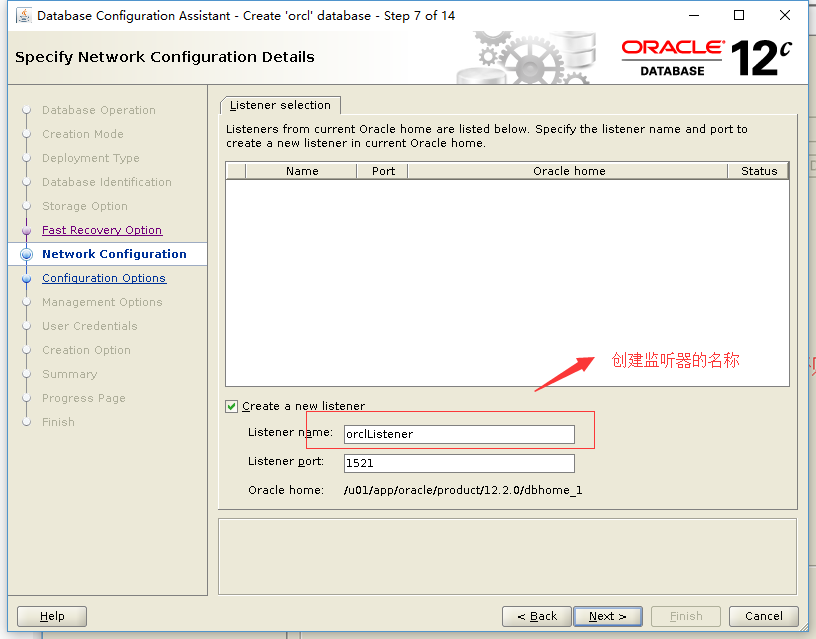 Database Configuration Assistant - Create 'orcl' database - Step 7 of 14
Specify Network Configuration Details
ORACLE
DATABASE
12c
Database Operation
Creation Mode
Deployment Type
Database Identification
Storage Option
Fast Recovery Option
Network Configuration
Configuration Options
Management Options
User Credentials
Creation Option
Summary
Progress Page
Finish
Listener selection
Listeners from current Oracle home are listed below. Specify the listener name and port to
create a new listener in current Oracle home.
Name Port Oracle home Status
创建监听器的名称
Create a new listener
Listener name: orclListener
Listener port: 1521
Oracle home: /u01/app/oracle/product/12.2.0/dbhome_1
Help < Back Next > Finish Cancel